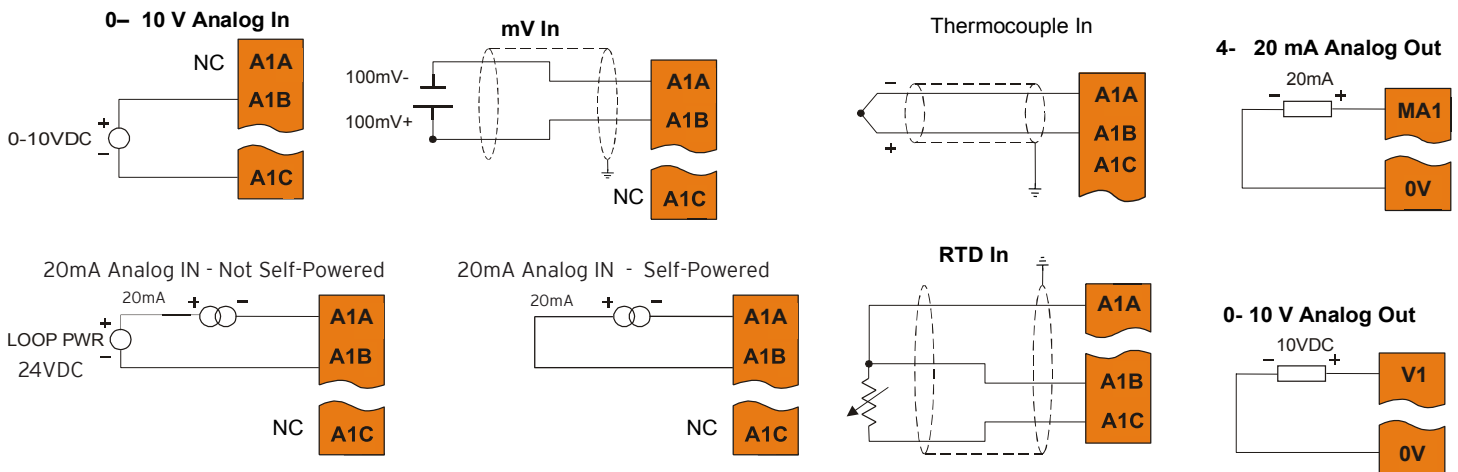 0– 10 V Analog In
NC
A1A
A1B
+
0-10VDC
–
A1C
mV In
100mV-
100mV+
A1A
A1B
NC
A1C
Thermocouple In
–
+
A1A
A1B
A1C
4- 20 mA Analog Out
20mA
– +
MA1
0V
20mA Analog IN - Not Self-Powered
20mA + –
+
LOOP PWR
–
24VDC
A1A
A1B
NC
A1C
20mA Analog IN - Self-Powered
20mA + –
A1A
A1B
NC
A1C
RTD In
A1A
A1B
A1C
0- 10 V Analog Out
10VDC
– +
V1
0V